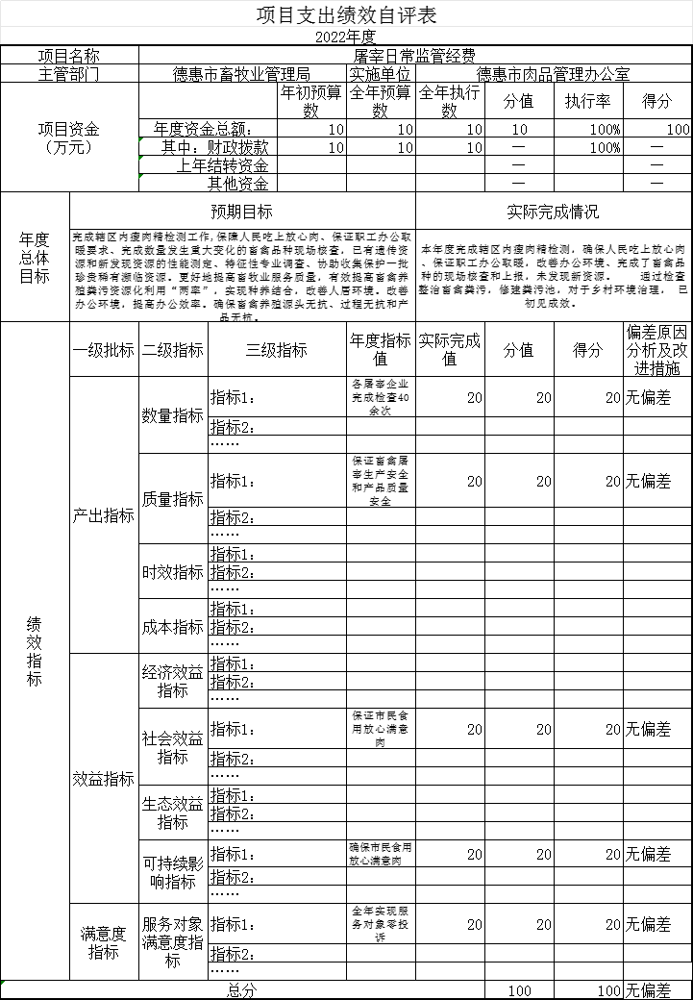 项目支出绩效自评表
2022年度
项目名称 屠宰日常监管经费
主管部门 德惠市畜牧业管理局 实施单位 德惠市肉品管理办公室
项目资金
（万元）
年初预算数 全年预算数 全年执行数 分值 执行率 得分
年度资金总额： 10 10 10 10 100% 100
其中：财政拨款 10 10 10 — 100% —
上年结转资金 — —
其他资金 — —
年度
总体
目标
预期目标 实际完成情况
完成辖区内瘦肉精检测工作,保障人民吃上放心肉、保证职工办公取
暖要求、完成数量发生重大变化的畜禽品种现场核查，已有遗传资
源和新发现资源的性能测定、特征性专业调查、协助收集保护一批
珍贵稀有濒临资源。更好地提高畜牧业服务质量，有效提高畜禽养
殖粪污资源化利用“两率”，实现种养结合，改善人居环境。改善
办公环境，提高办公效率。确保畜禽养殖源头无抗、过程无抗和产
品无抗。
本年度完成辖区内瘦肉精检测，确保人民吃上放心肉
、保证职工办公取暖，改善办公环境、完成了畜禽品
种的现场核查和上报，未发现新资源。 通过检查
整治畜禽粪污，修建粪污池，对于乡村环境治理， 已
初见成效。
绩
效
指
标
一级批标 二级指标 三级指标 年度指标值 实际完成值 分值 得分 偏差原因分析及改进措施
产出指标
数量指标
指标1： 各屠宰企业完成检查40余次 20 20 20 无偏差
指标2：
……
质量指标
指标1： 保证畜禽屠宰生产安全和产品质量安全 20 20 20 无偏差
指标2：
……
时效指标
指标1：
指标2：
……
成本指标
指标1：
指标2：
……
效益指标
经济效益
指标
指标1：
指标2：
……
社会效益
指标
指标1： 保证市民食用放心满意肉 20 20 20 无偏差
指标2：
……
生态效益
指标
指标1：
指标2：
……
可持续影
响指标
指标1： 确保市民食用放心满意肉 20 20 20 无偏差
指标2：
……
满意度
指标
服务对象
满意度指
标
指标1： 全年实现服务对象零投诉 20 20 20 无偏差
指标2：
……
总分 100 100 无偏差